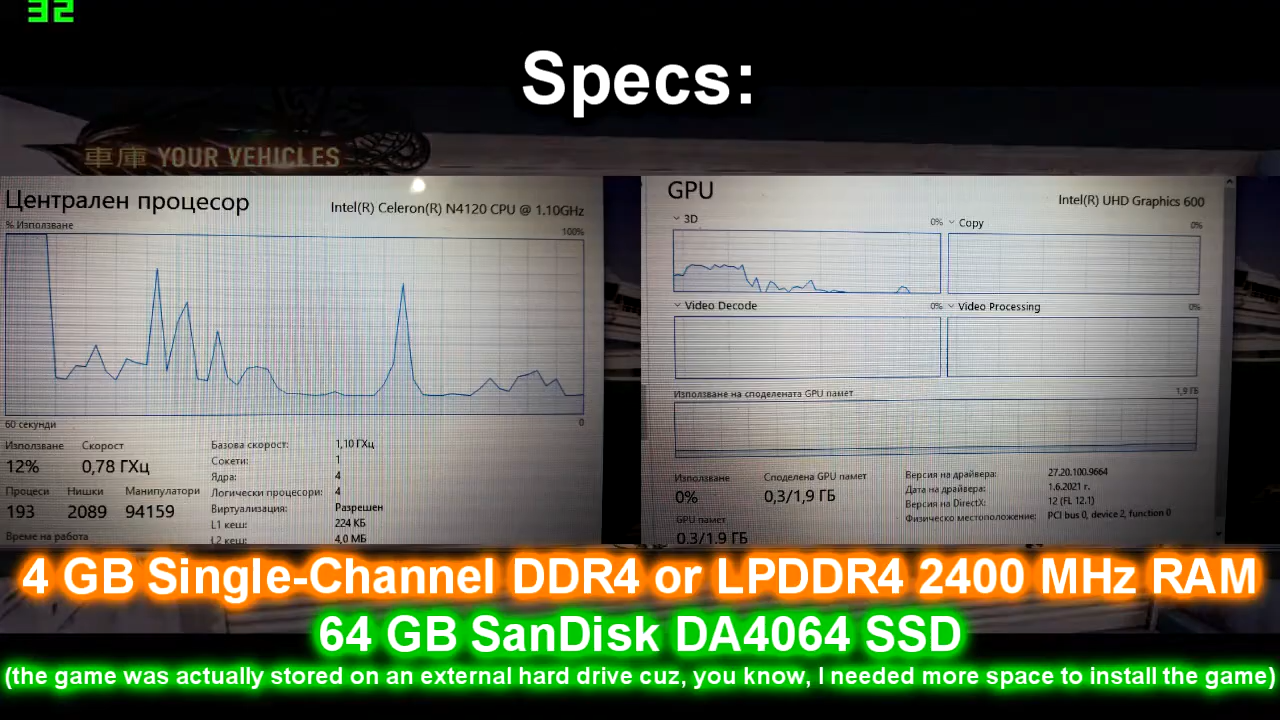 32
Specs:
車庫 YOUR VEHICLES
Централен процесор
Intel(R) Celeron(R) N4120 CPU @ 1.10GHz
% Използване
100%
60 секунди
0
Използване
Скорост
12%
0,78 ГХц
Процеси
Нишки
Манипулатори
193
2089
94159
Време на работа
Базова скорост:
1,10 ГХц
Сокети:
1
Ядра:
4
Логически процесори:
4
Виртуализация:
Разрешен
L1 кеш:
224 КБ
L2 кеш:
4,0 МБ
GPU
Intel(R) UHD Graphics 600
3D
0%
Copy
0%
Video Decode
0%
Video Processing
0%
Използване на споделената GPU памет
1,9 ГБ
Използване
Споделена GPU памет
0%
0,3/1,9 ГБ
GPU памет
0,3/1,9 ГБ
Версия на драйвера:
27.20.100.9664
Дата на драйвера:
1.6.2021 г.
Версия на DirectX:
12 (FL 12.1)
Физическо местоположение:
PCI bus 0, device 2, function 0
4 GB Single-Channel DDR4 or LPDDR4 2400 MHz RAM
64 GB SanDisk DA4064 SSD
(the game was actually stored on an external hard drive cuz, you know, I needed more space to install the game)